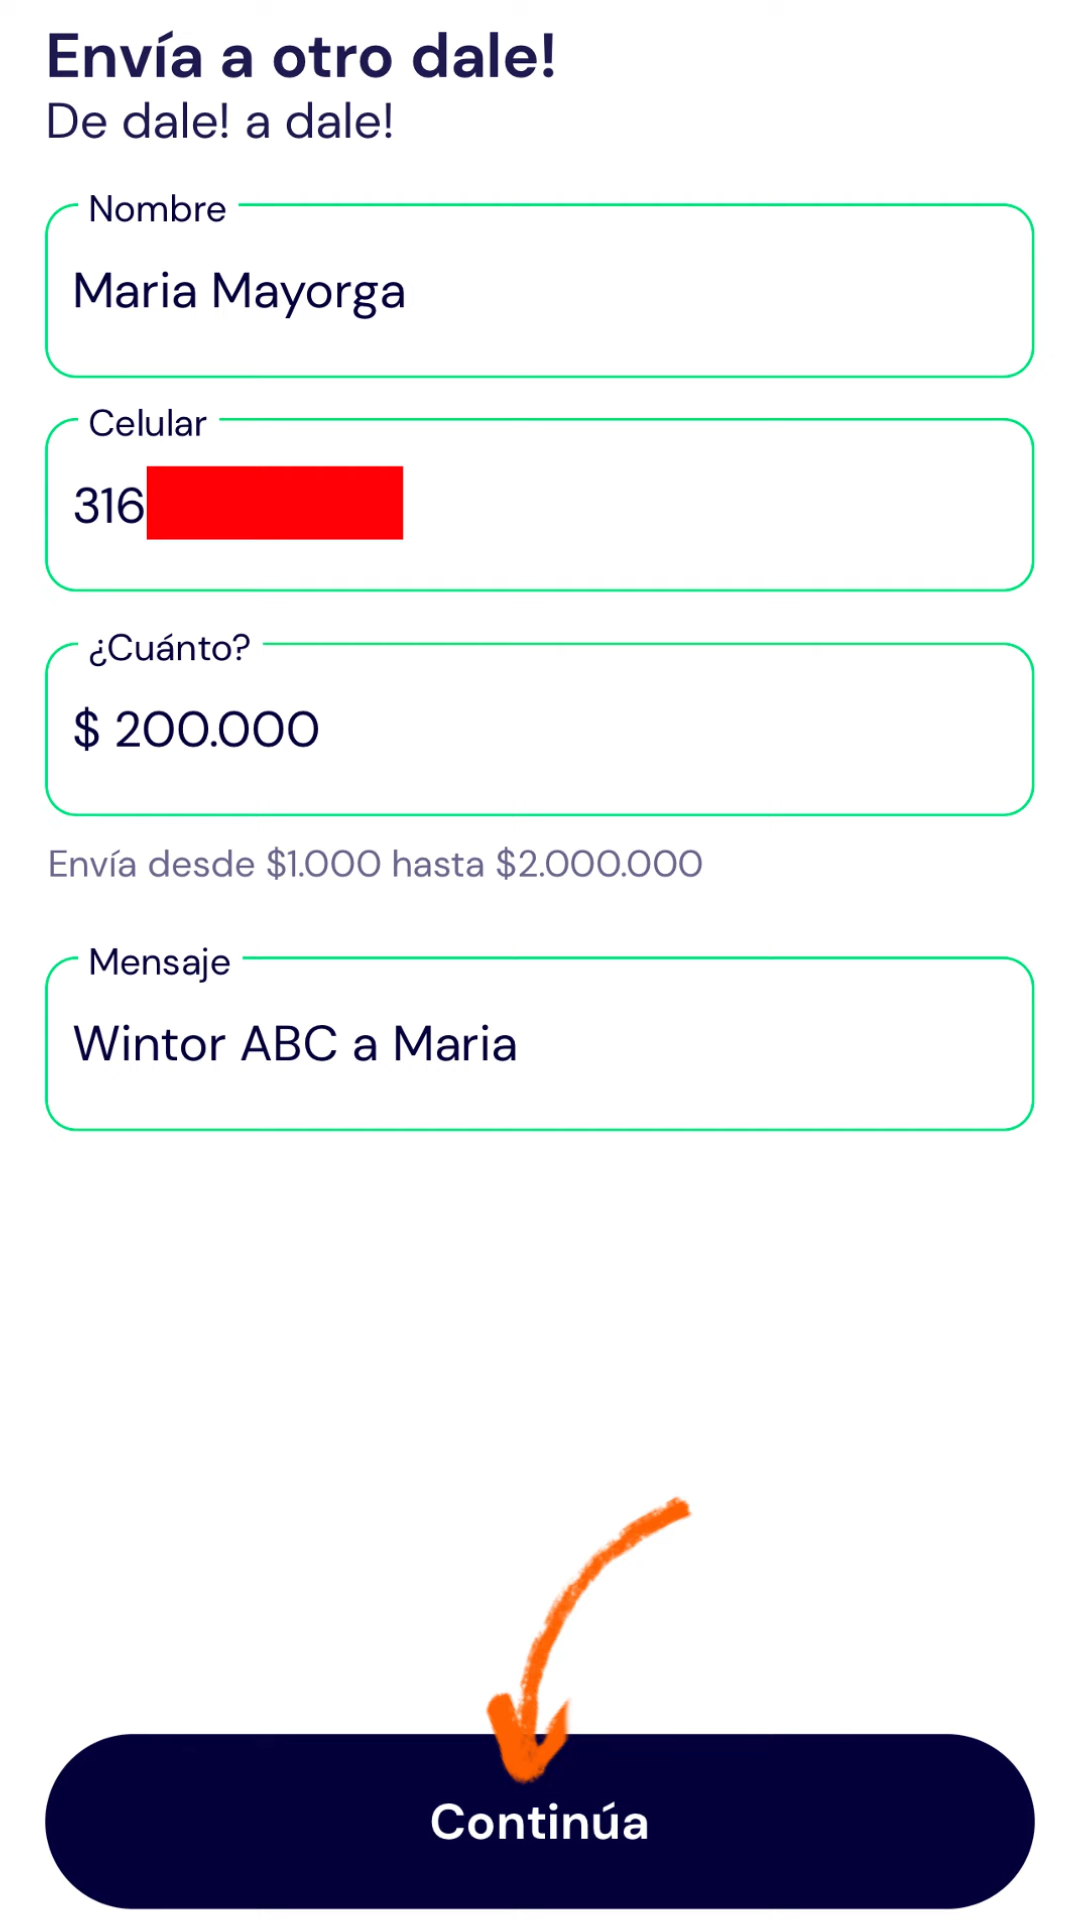 Envía a otro dale!
De dale! a dale!
Nombre
Maria Mayorga
Celular
316
¿Cuánto?
$ 200.000
Envía desde $1.000 hasta $2.000.000
Mensaje
Wintor ABC a Maria
Continúa